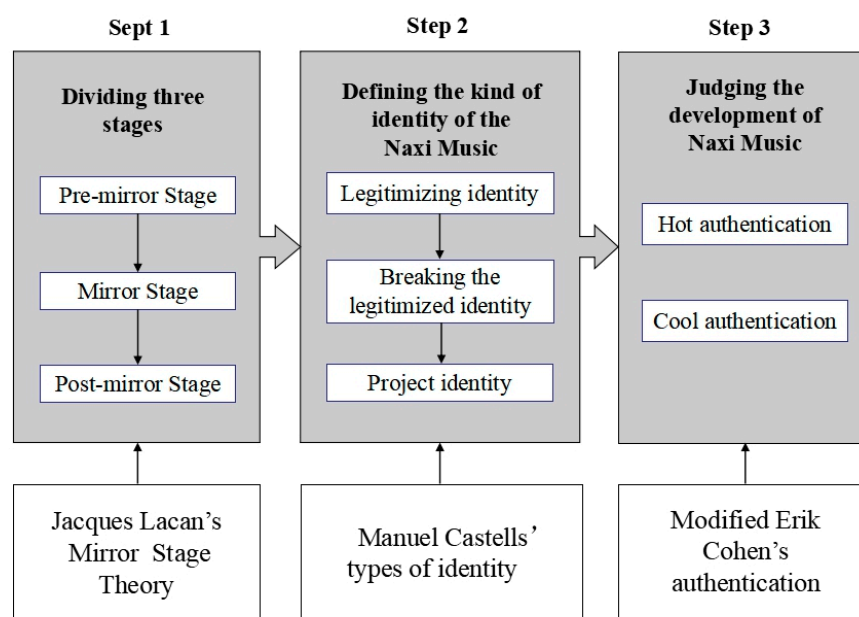 Sept 1
Dividing three
stages
Pre-mirror Stage
Mirror Stage
Post-mirror Stage
Jacques Lacan's
Mirror Stage
Theory
Step 2
Defining the kind of
identity of the
Naxi Music
Legitimizing identity
Breaking the
legitimized identity
Project identity
Manuel Castells’
types of identity
Step 3
Judging the
development of
Naxi Music
Hot authentication
Cool authentication
Modified Erik
Cohen's
authentication